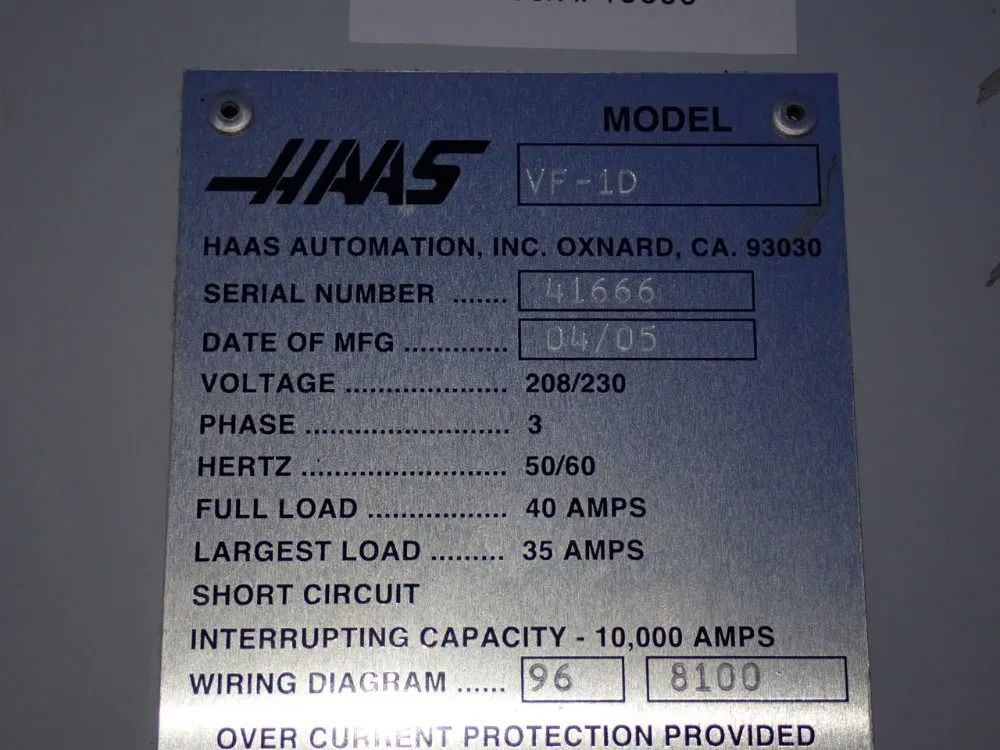 MODEL
HAAS VF-1D
HAAS AUTOMATION, INC. OXNARD, CA. 93030
SERIAL NUMBER ....... 41666
DATE OF MFG ............. 04/05
VOLTAGE .................... 208/230
PHASE ......................... 3
HERTZ ......................... 50/60
FULL LOAD ................. 40 AMPS
LARGEST LOAD ......... 35 AMPS
SHORT CIRCUIT
INTERRUPTING CAPACITY - 10,000 AMPS
WIRING DIAGRAM ...... 96 8100
OVER CURRENT PROTECTION PROVIDED